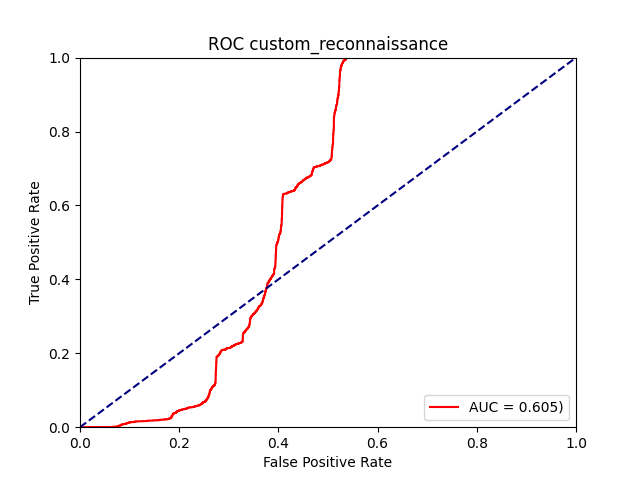 ROC custom_reconnaissance
1.0
0.8
0.6
0.4
0.2
0.0
True Positive Rate
0.0 0.2 0.4 0.6 0.8 1.0
False Positive Rate
AUC = 0.605)